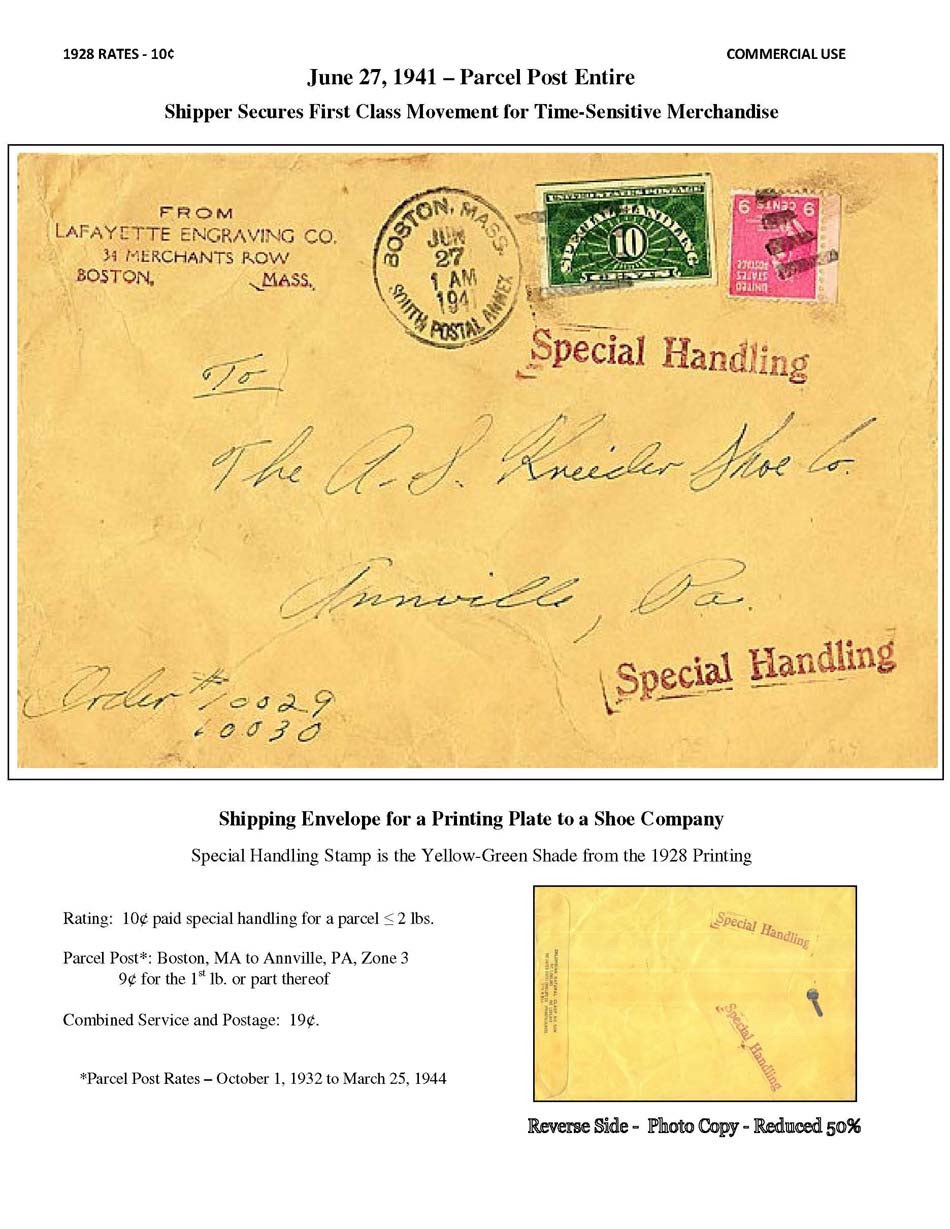 1928 RATES - 10¢
COMMERCIAL USE
June 27, 1941 – Parcel Post Entire
Shipper Secures First Class Movement for Time-Sensitive Merchandise
FROM
LAFAYETTE ENGRAVING CO.
34 MERCHANTS ROW
BOSTON, MASS.
BOSTON, MASS.
JUN
27
1 AM
194
SOUTH POSTAL ANNEX
UNITED STATES POSTAGE
SPECIAL HANDLING
10
CENTS
9 CENTS 9
UNITED
STATES
POSTAGE
Special Handling
To
The A. S. Kreider Shoe Co.
Annville, Pa.
Special Handling
Order # 10029
10030
Shipping Envelope for a Printing Plate to a Shoe Company
Special Handling Stamp is the Yellow-Green Shade from the 1928 Printing
Rating: 10¢ paid special handling for a parcel ≤ 2 lbs.
Parcel Post*: Boston, MA to Annville, PA, Zone 3
9¢ for the 1st lb. or part thereof
Combined Service and Postage: 19¢.
*Parcel Post Rates – October 1, 1932 to March 25, 1944
Special Handling
Special Handling
Reverse Side - Photo Copy - Reduced 50%